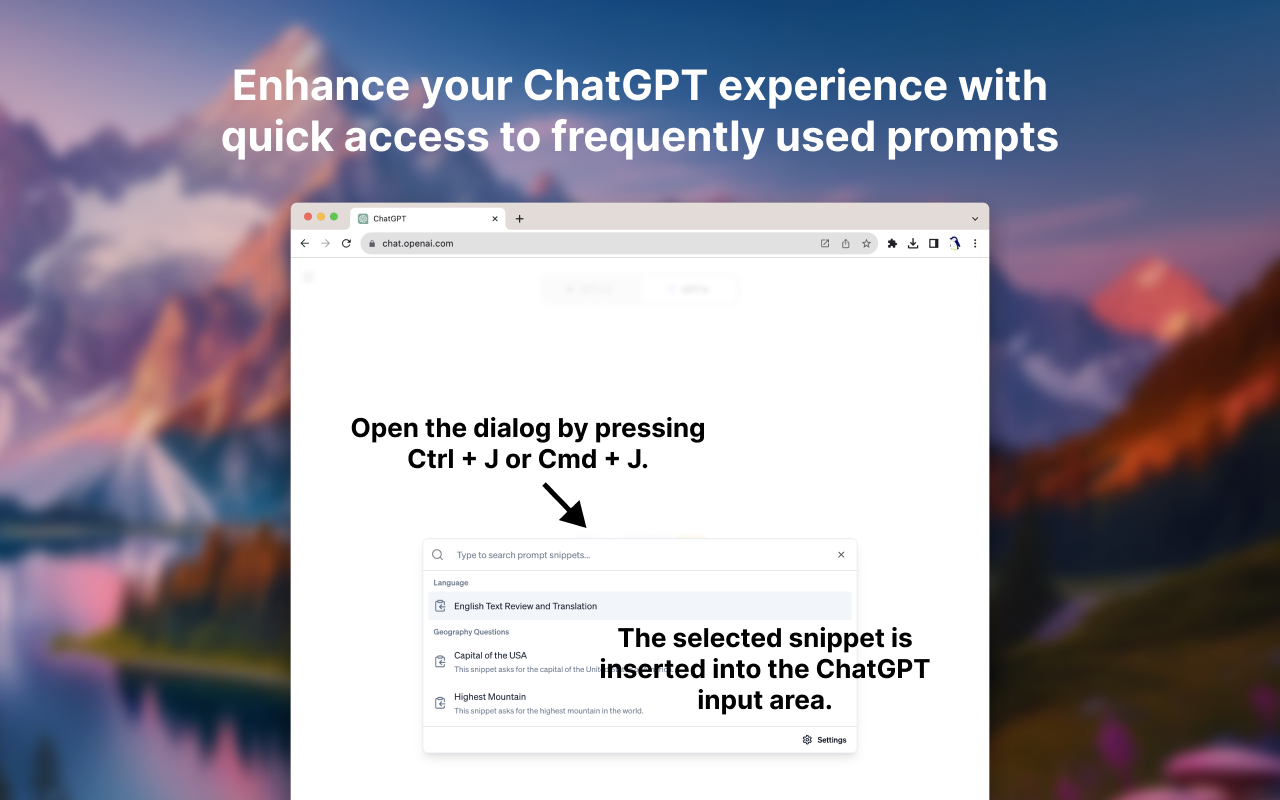 Enhance your ChatGPT experience with
quick access to frequently used prompts
ChatGPT
chat.openai.com
Open the dialog by pressing
Ctrl + J or Cmd + J.
Type to search prompt snippets...
Language
English Text Review and Translation
Geography Questions
Capital of the USA
This snippet asks for the capital of the
Highest Mountain
This snippet asks for the highest mountain in the world.
The selected snippet is
inserted into the ChatGPT
input area.
Settings